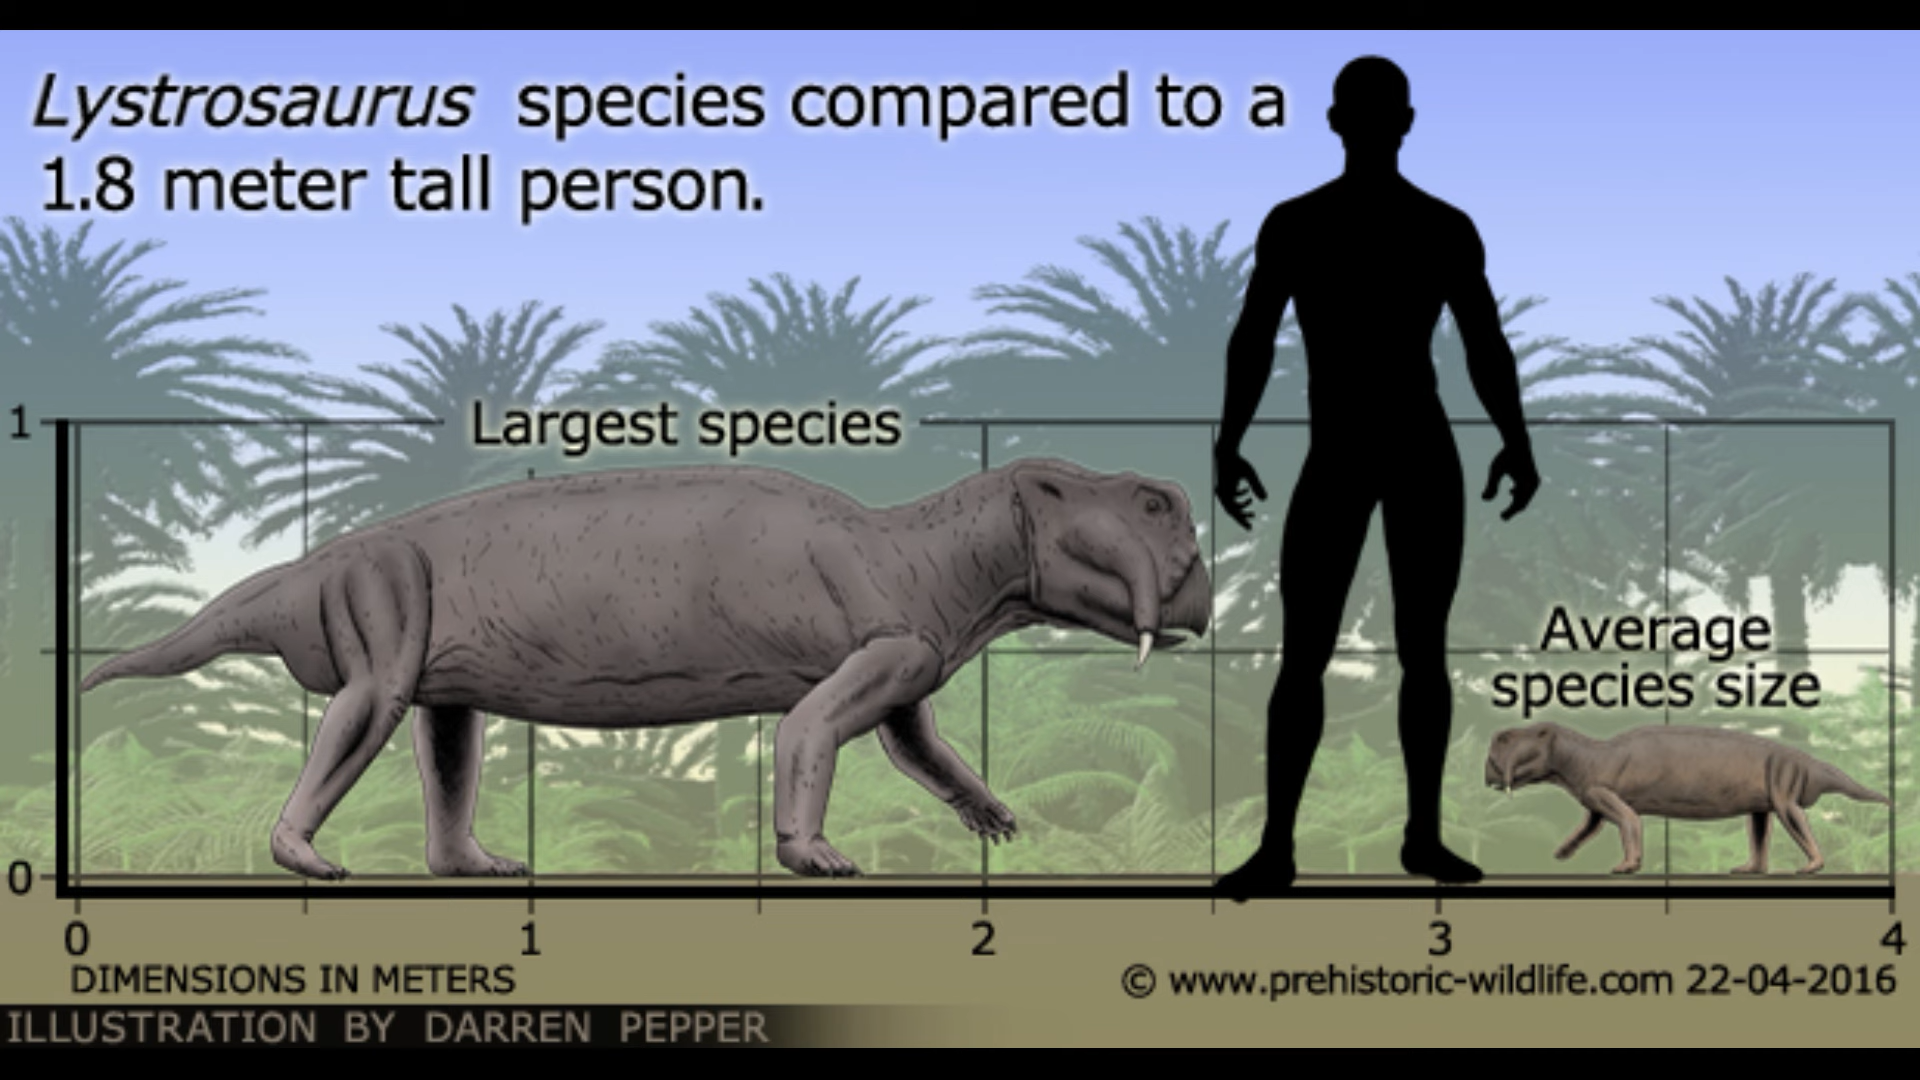 Lystrosaurus species compared to a
1.8 meter tall person.
1
Largest species
Average
species size
0
0 1 2 3 4
DIMENSIONS IN METERS
© www.prehistoric-wildlife.com 22-04-2016
ILLUSTRATION BY DARREN PEPPER